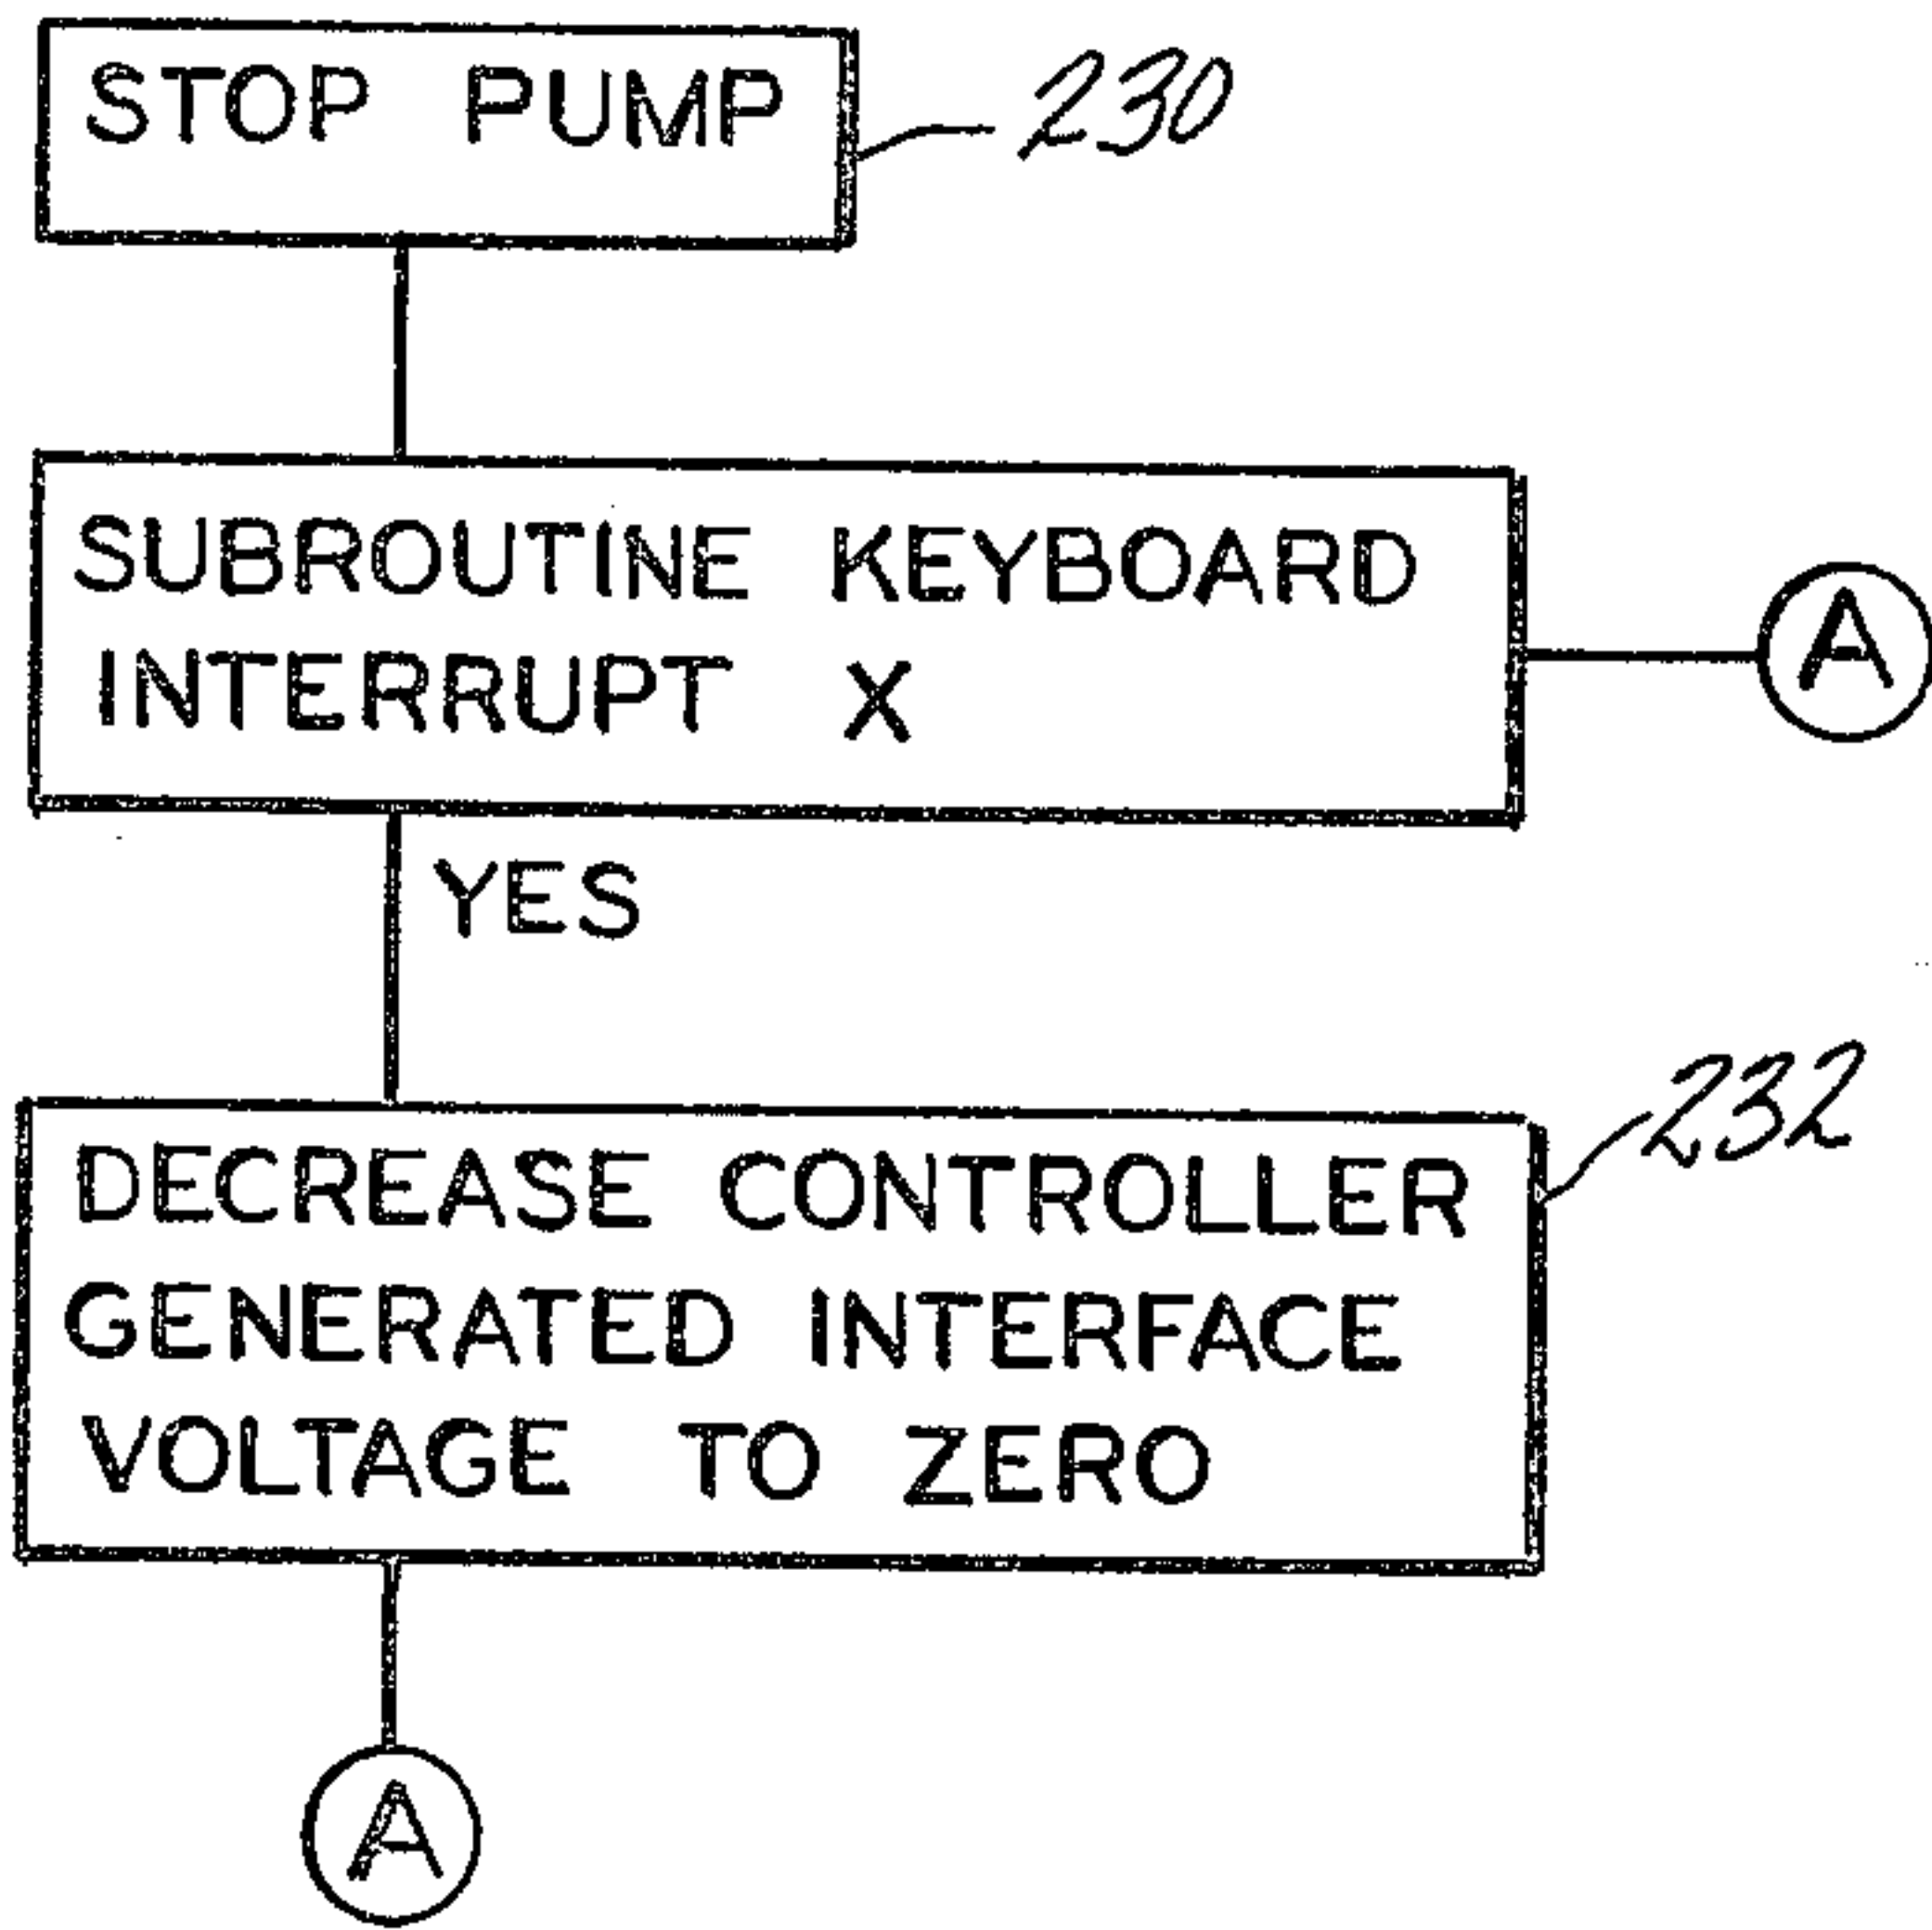 STOP PUMP
230
SUBROUTINE KEYBOARD
INTERRUPT X
A
YES
232
DECREASE CONTROLLER
GENERATED INTERFACE
VOLTAGE TO ZERO
A